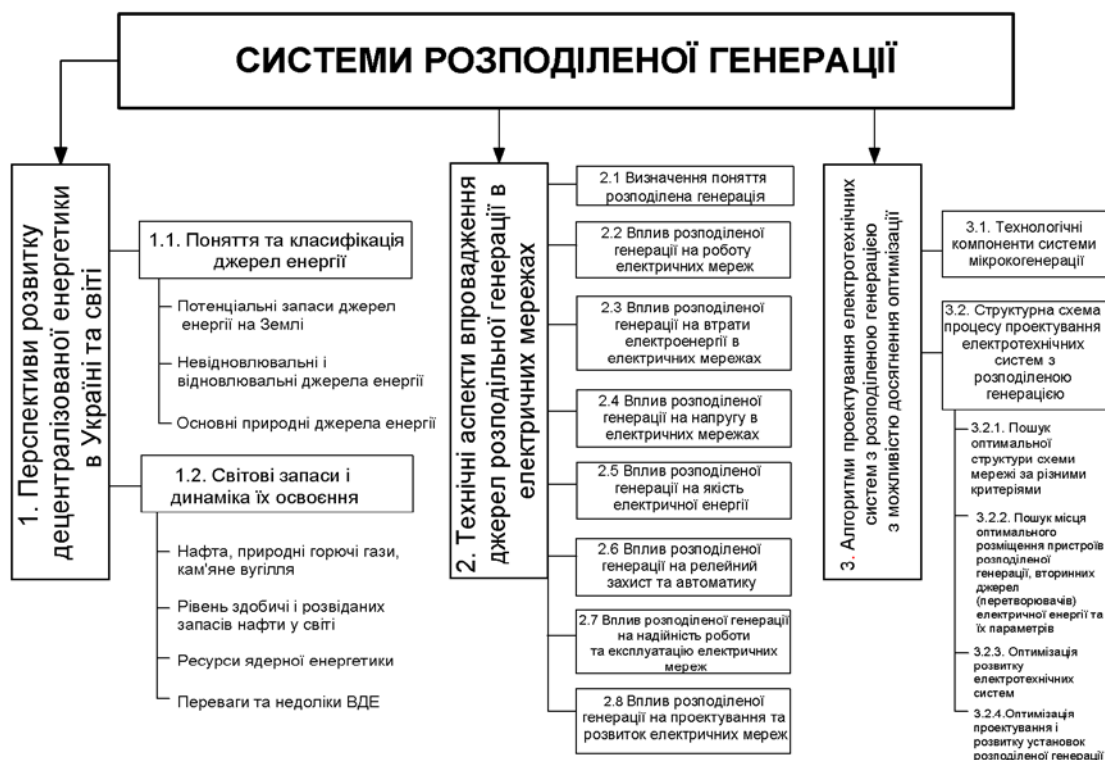 СИСТЕМИ РОЗПОДІЛЕНОЇ ГЕНЕРАЦІЇ
1. Перспективи розвитку
децентралізованої енергетики
в Україні та світі
1.1. Поняття та класифікація
джерел енергії
Потенціальні запаси джерел
енергії на Землі
Невідновлювальні і
відновлювальні джерела енергії
Основні природні джерела енергії
1.2. Світові запаси і
динаміка їх освоєння
Нафта, природні горючі гази,
кам'яне вугілля
Рівень здобичі і розвіданих
запасів нафти у світі
Ресурси ядерної енергетики
Переваги та недоліки ВДЕ
2. Технічні аспекти впровадження
джерел розподільної генерації в
електричних мережах
2.1 Визначення поняття
розподілена генерація
2.2 Вплив розподіленої
генерації на роботу
електричних мереж
2.3 Вплив розподіленої
генерації на втрати
електроенергії в
електричних мережах
2.4 Вплив розподіленої
генерації на напругу в
електричних мережах
2.5 Вплив розподіленої
генерації на якість
електричної енергії
2.6 Вплив розподіленої
генерації на релейний
захист та автоматику
2.7 Вплив розподіленої генерації
на надійність роботи
та експлуатацію електричних
мереж
2.8 Вплив розподіленої
генерації на проектування та
розвиток електричних мереж
3. Алгоритми проектування електротехнічних
систем з розподіленою генерацією
з можливістю досягнення оптимізації
3.1. Технологічні
компоненти системи
мікрокогенерації
3.2. Структурна схема
процесу проектування
електротехнічних
систем з
розподіленою
генерацією
3.2.1. Пошук
оптимальної
структури схеми
мережі за різними
критеріями
3.2.2. Пошук місця
оптимального
розміщення пристроїв
розподіленої
генерації, вторинних
джерел
(перетворювачів)
електричної енергії та
їх параметрів
3.2.3. Оптимізація
розвитку
електротехнічних
систем
3.2.4.Оптимізація
проектування і
розвитку установок
розподіленої генерації